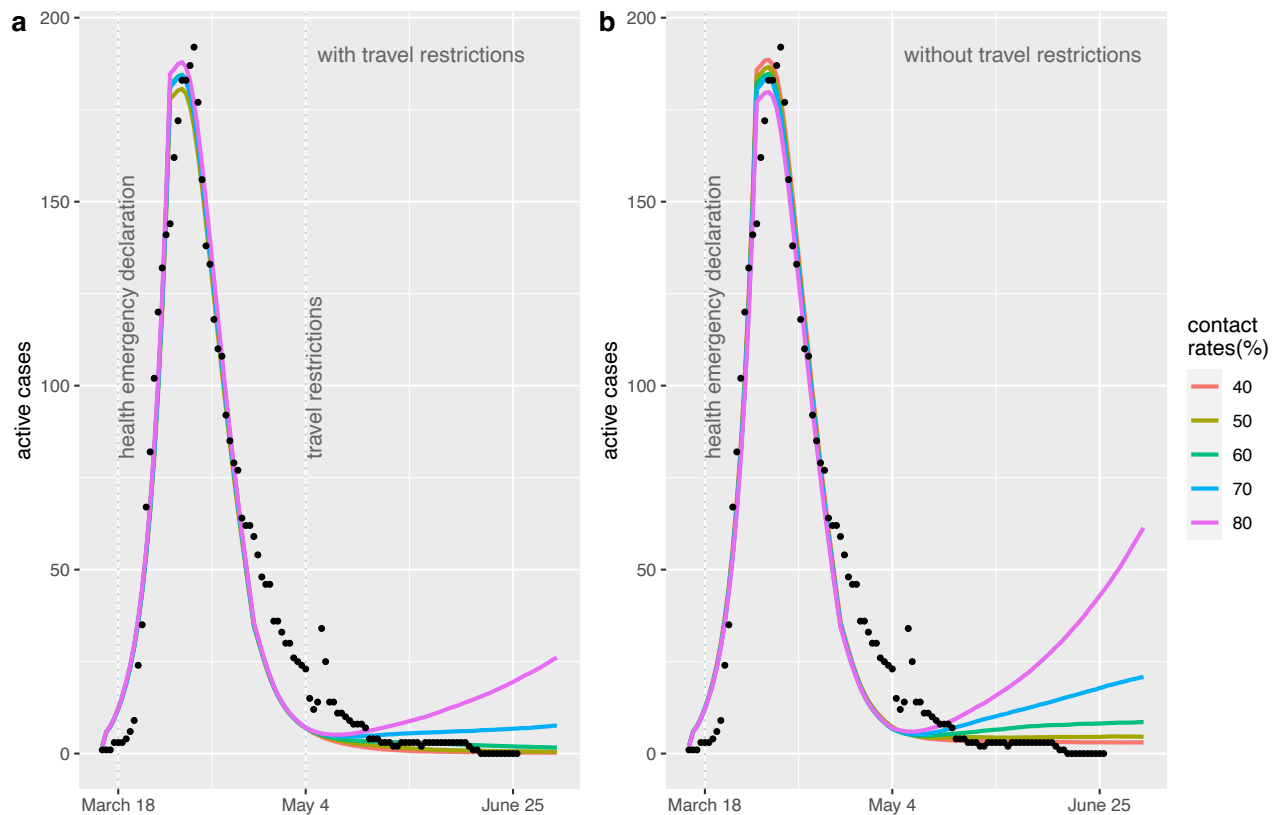 a
with travel restrictions
health emergency declaration
travel restrictions
active cases
200
150
100
50
0
March 18
May 4
June 25
b
without travel restrictions
health emergency declaration
active cases
200
150
100
50
0
March 18
May 4
June 25
contact
rates(%)
40
50
60
70
80